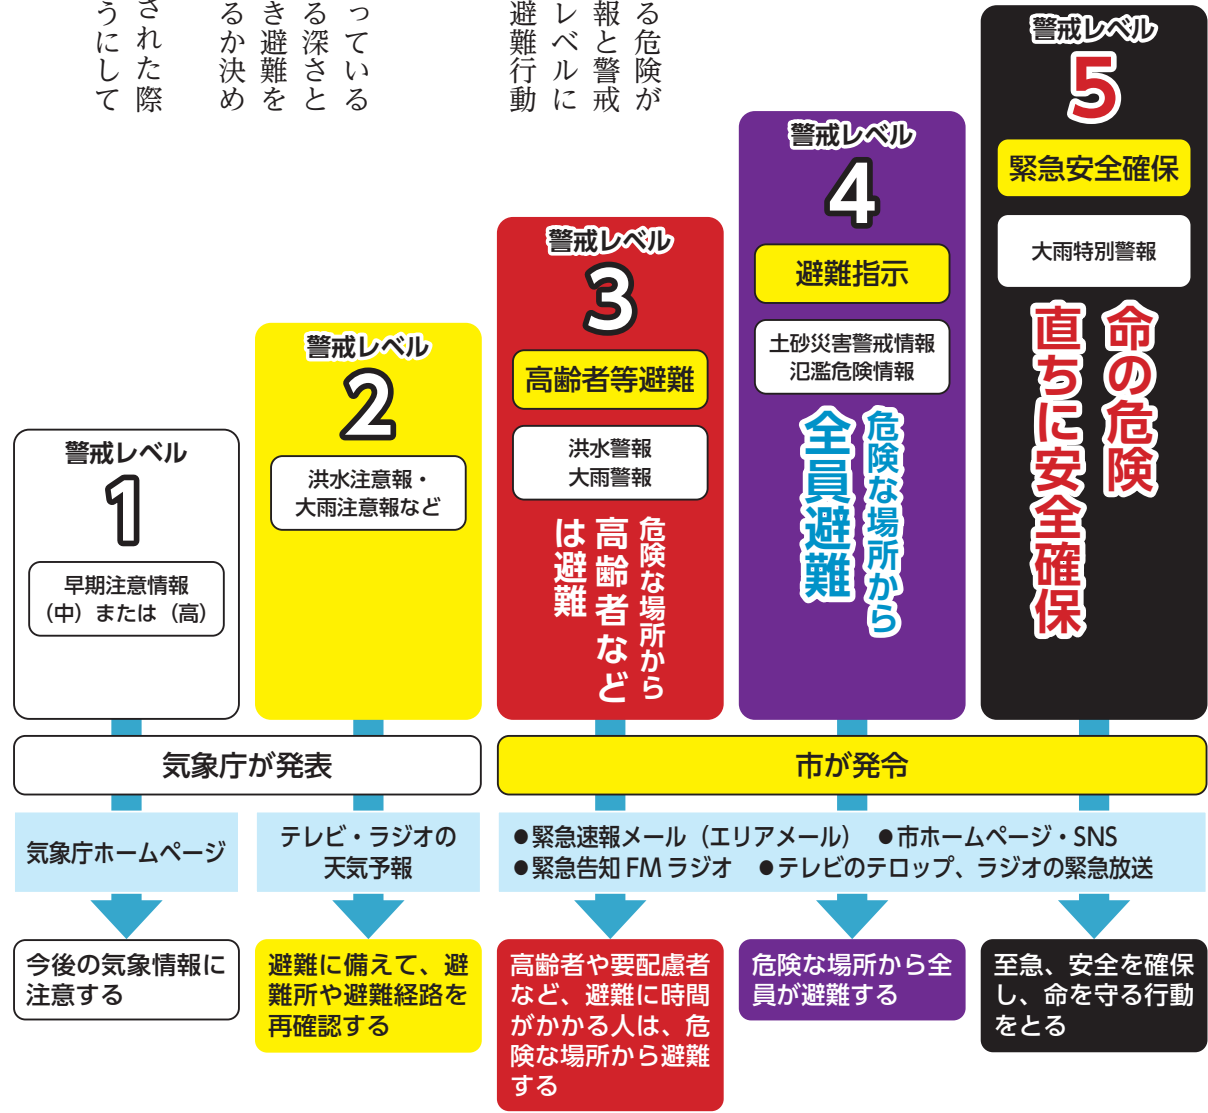 る危険が
報と警戒
レベルに
避難行動
っている
る深さと
き避難を
るか決め
された際
うにして
警戒レベル
1
早期注意情報
（中）または（高）
警戒レベル
2
洪水注意報・
大雨注意報など
警戒レベル
3
高齢者等避難
洪水警報
大雨警報
危険な場所から
高齢者など
は避難
警戒レベル
4
避難指示
土砂災害警戒情報
氾濫危険情報
危険な場所から
全員避難
警戒レベル
5
緊急安全確保
大雨特別警報
命の危険
直ちに安全確保
気象庁が発表
市が発令
気象庁ホームページ
テレビ・ラジオの
天気予報
●緊急速報メール（エリアメール）　●市ホームページ・SNS
●緊急告知 FM ラジオ　●テレビのテロップ、ラジオの緊急放送
今後の気象情報に
注意する
避難に備えて、避
難所や避難経路を
再確認する
高齢者や要配慮者
など、避難に時間
がかかる人は、危
険な場所から避難
する
危険な場所から全
員が避難する
至急、安全を確保
し、命を守る行動
をとる